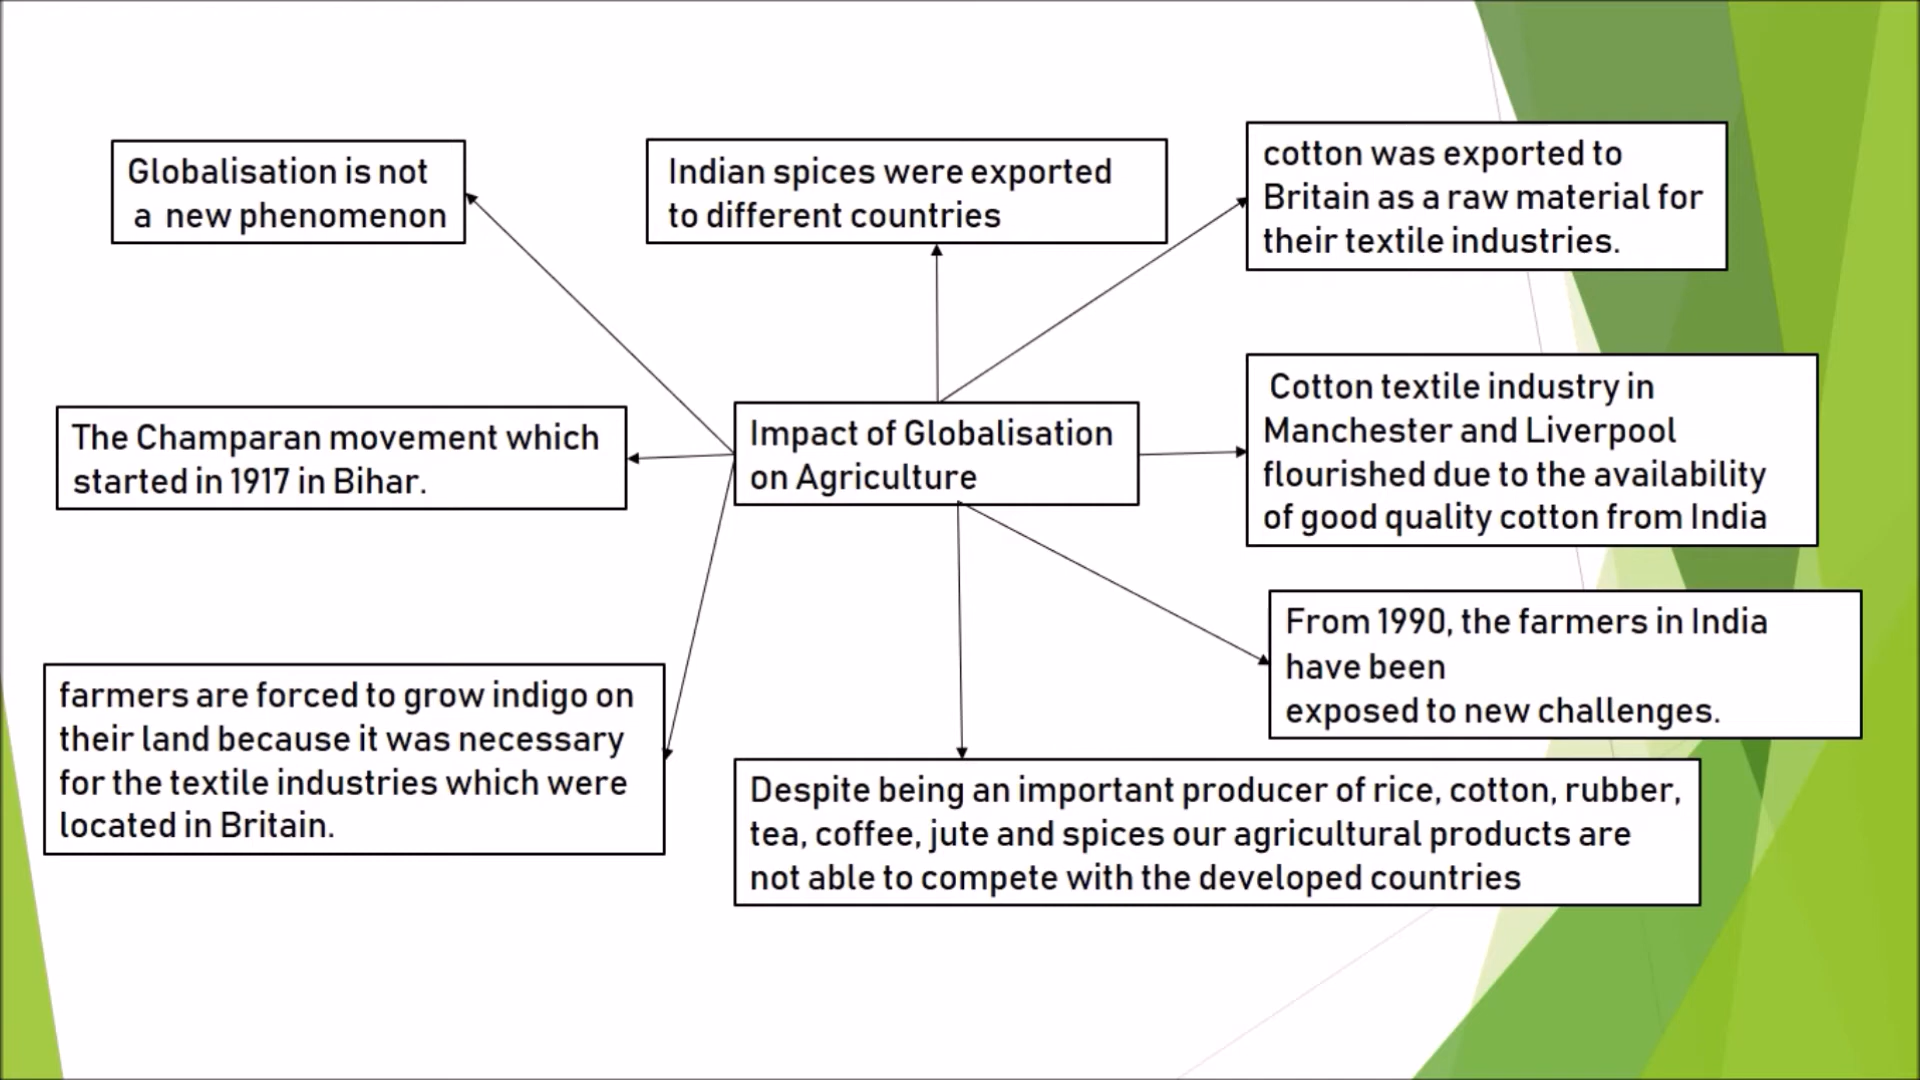 Globalisation is not
a new phenomenon
Indian spices were exported
to different countries
cotton was exported to
Britain as a raw material for
their textile industries.
The Champaran movement which
started in 1917 in Bihar.
Impact of Globalisation
on Agriculture
Cotton textile industry in
Manchester and Liverpool
flourished due to the availability
of good quality cotton from India
farmers are forced to grow indigo on
their land because it was necessary
for the textile industries which were
located in Britain.
From 1990, the farmers in India
have been
exposed to new challenges.
Despite being an important producer of rice, cotton, rubber,
tea, coffee, jute and spices our agricultural products are
not able to compete with the developed countries